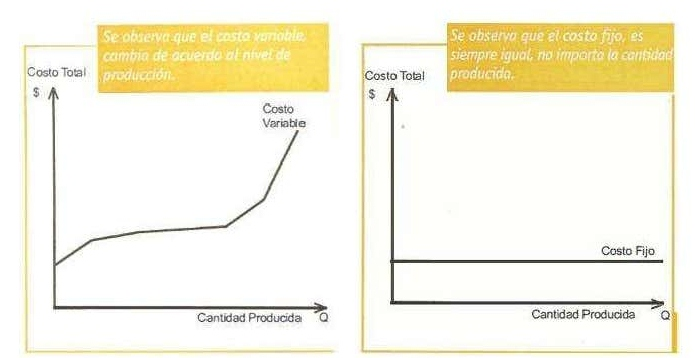 Se observa que el costo variable,
cambia de acuerdo al nivel de
producción.
Costo Total
$
Costo
Variable
Cantidad Producida
Q
Se observa que el costo fijo, es
siempre igual, no importa la cantidad
producida.
Costo Total
$
Costo Fijo
Cantidad Producida
Q